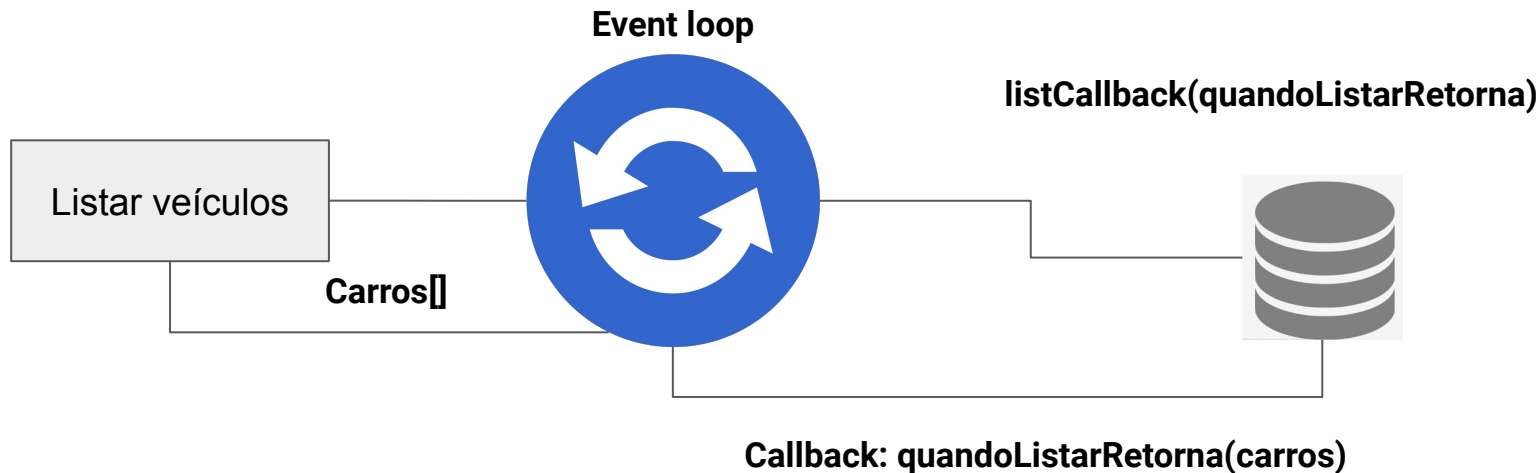 Event loop
listCallback(quandoListarRetorna)
Listar veículos
Carros[]
Callback: quandoListarRetorna(carros)